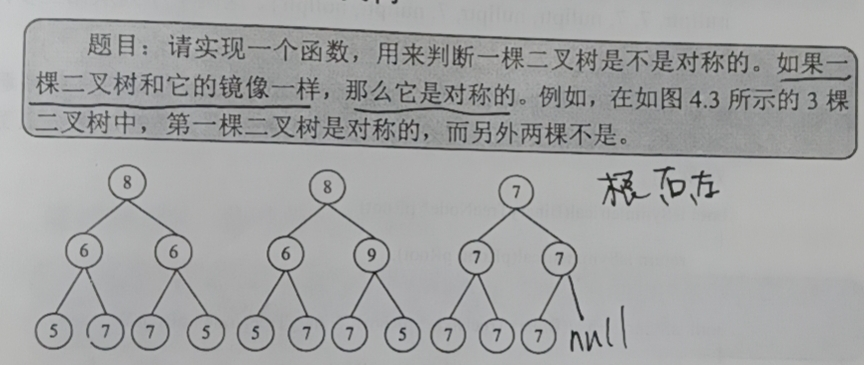 题目：请实现一个函数，用来判断一棵二叉树是不是对称的。如果一
棵二叉树和它的镜像一样，那么它是对称的。例如，在如图 4.3 所示的 3 棵
二叉树中，第一棵二叉树是对称的，而另外两棵不是。
8 8 7 根右左
6 6 6 9 7 7
5 7 7 5 5 7 7 5 7 7 7 null